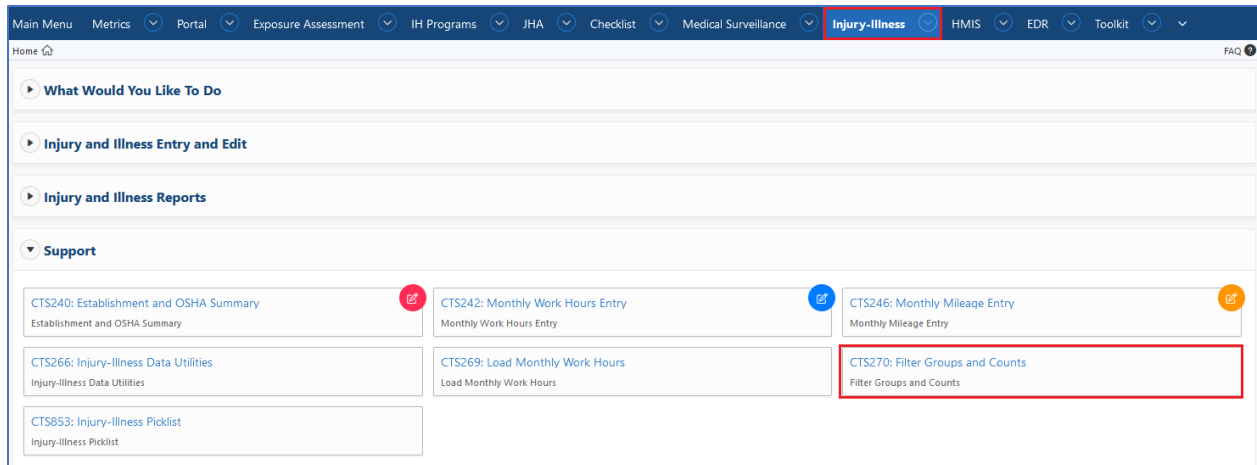 Main Menu Metrics Portal Exposure Assessment IH Programs JHA Checklist Medical Surveillance Injury-Illness HMIS EDR Toolkit
Home FAQ ?
What Would You Like To Do
Injury and Illness Entry and Edit
Injury and Illness Reports
Support
CTS240: Establishment and OSHA Summary
Establishment and OSHA Summary
CTS242: Monthly Work Hours Entry
Monthly Work Hours Entry
CTS246: Monthly Mileage Entry
Monthly Mileage Entry
CTS266: Injury-Illness Data Utilities
Injury-Illness Data Utilities
CTS269: Load Monthly Work Hours
Load Monthly Work Hours
CTS270: Filter Groups and Counts
Filter Groups and Counts
CTS853: Injury-Illness Picklist
Injury-Illness Picklist